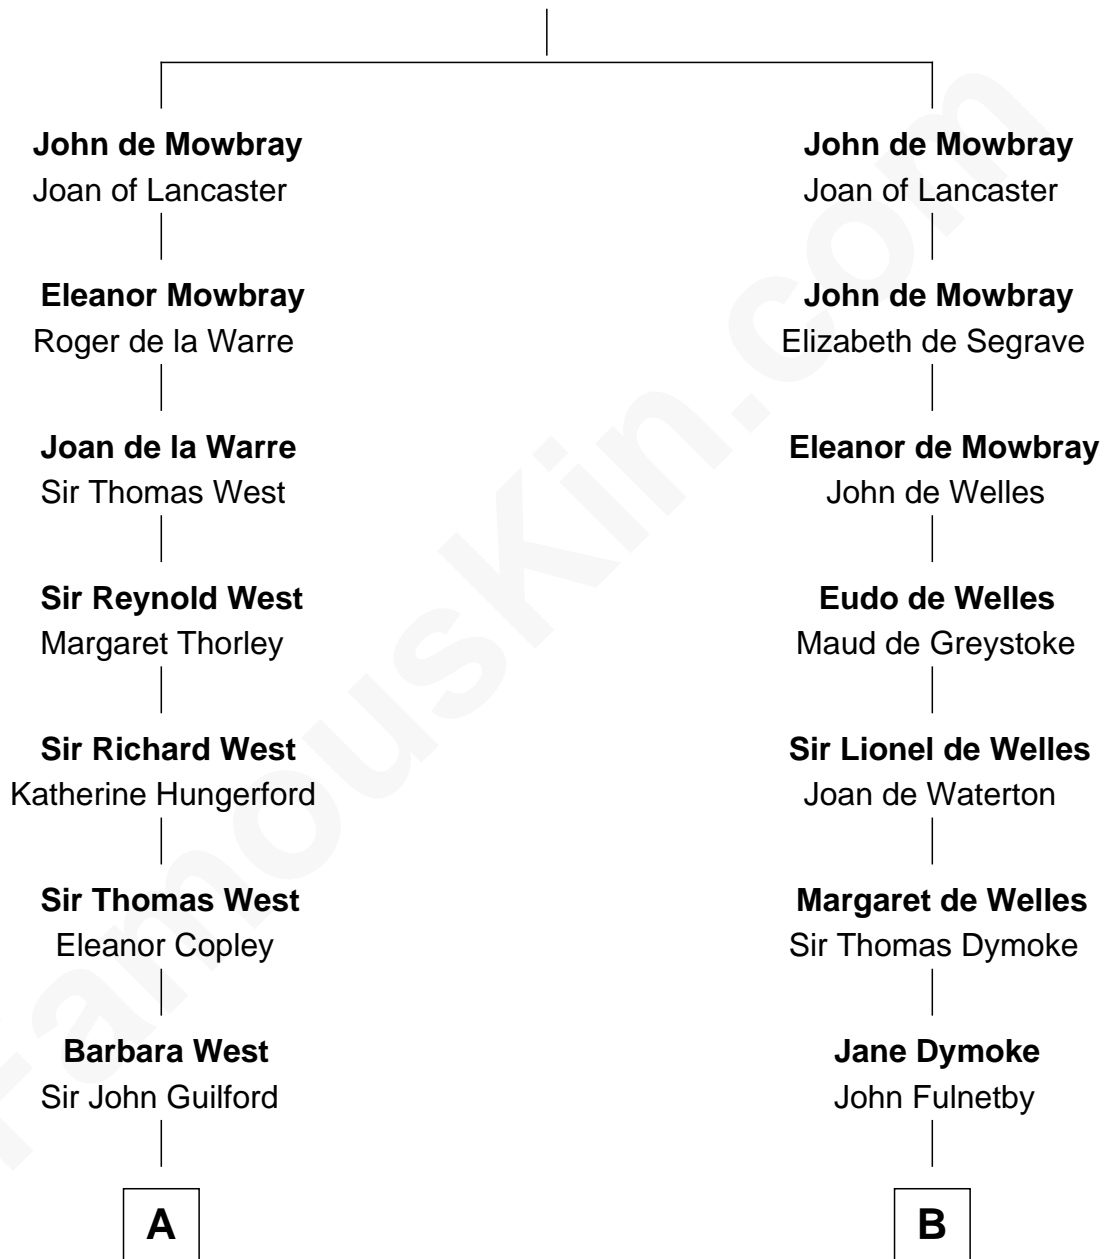 John de Mowbray
Joan of Lancaster
Eleanor Mowbray
Roger de la Warre
Joan de la Warre
Sir Thomas West
Sir Reynold West
Margaret Thorley
Sir Richard West
Katherine Hungerford
Sir Thomas West
Eleanor Copley
Barbara West
Sir John Guilford
A
John de Mowbray
Joan of Lancaster
John de Mowbray
Elizabeth de Segrave
Eleanor de Mowbray
John de Welles
Eudo de Welles
Maud de Greystoke
Sir Lionel de Welles
Joan de Waterton
Margaret de Welles
Sir Thomas Dymoke
Jane Dymoke
John Fulnetby
B
FamousKin.com